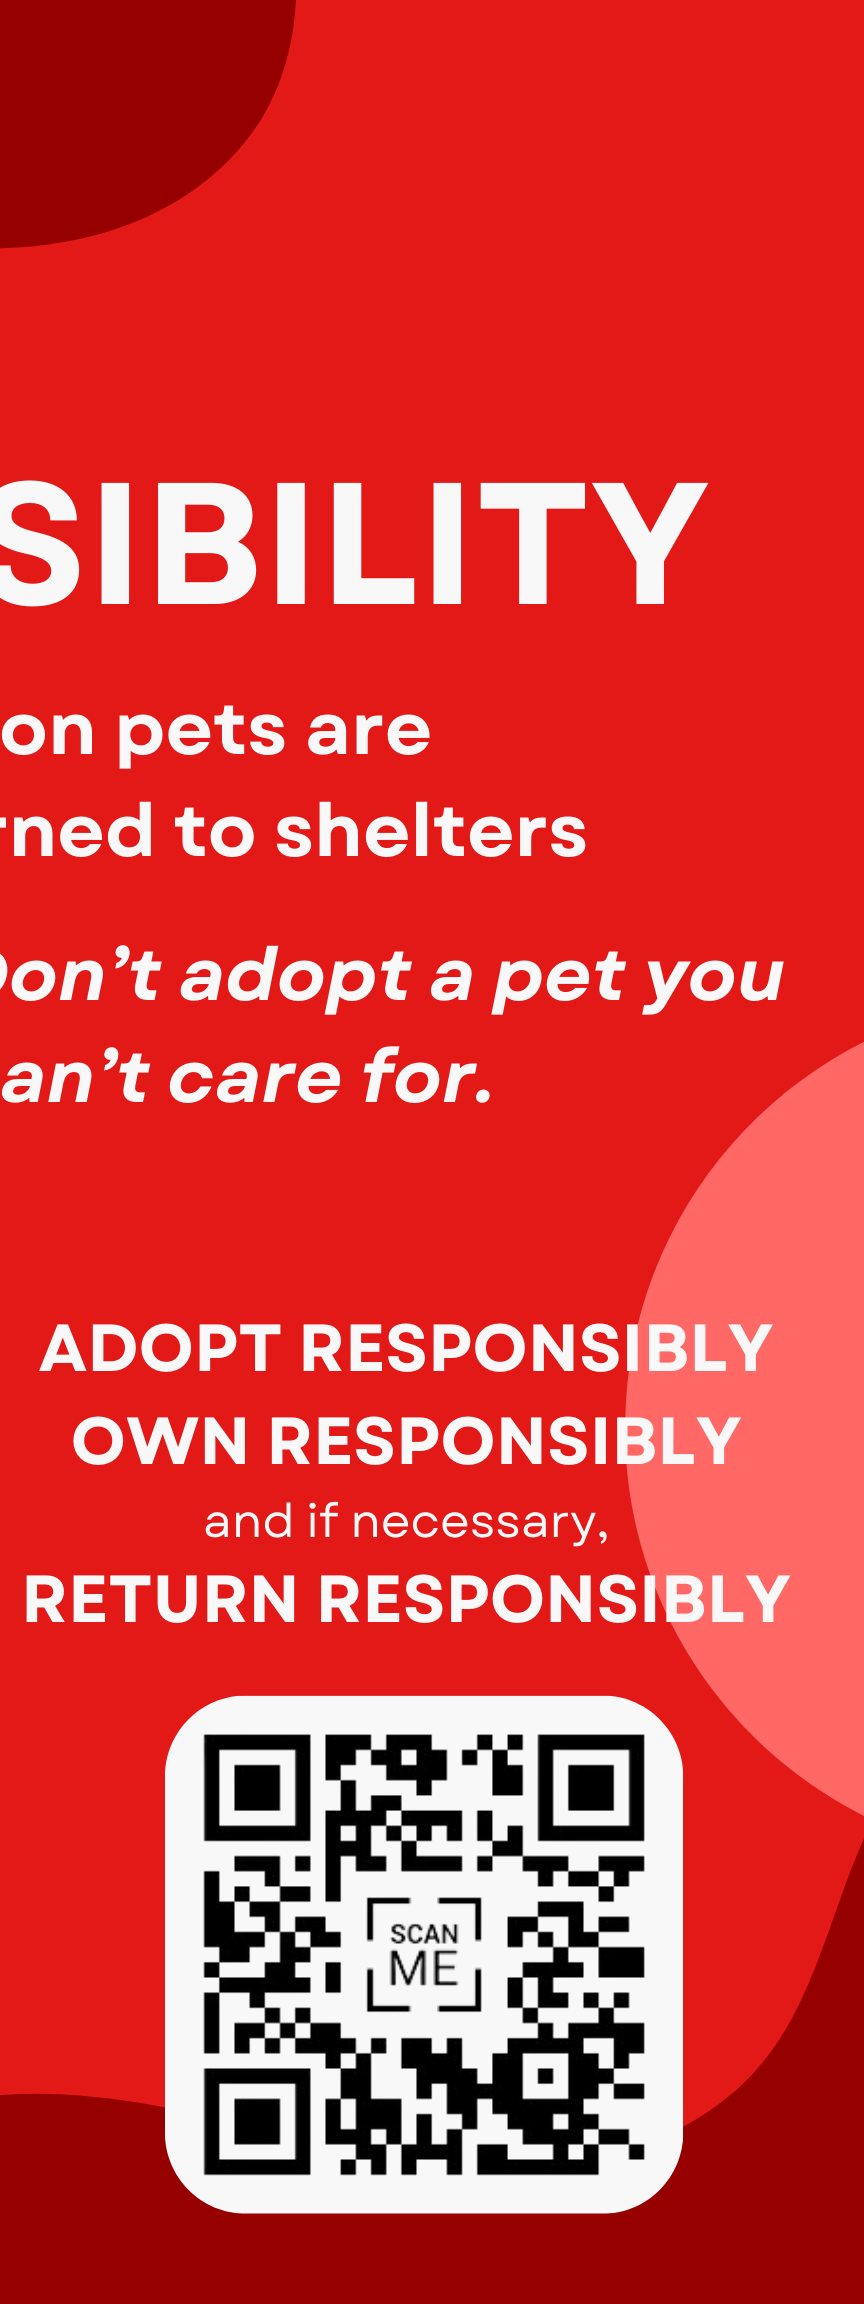 SIBILITY
on pets are
rned to shelters
Don’t adopt a pet you
an’t care for.
ADOPT RESPONSIBLY
OWN RESPONSIBLY
and if necessary,
RETURN RESPONSIBLY
SCAN
ME